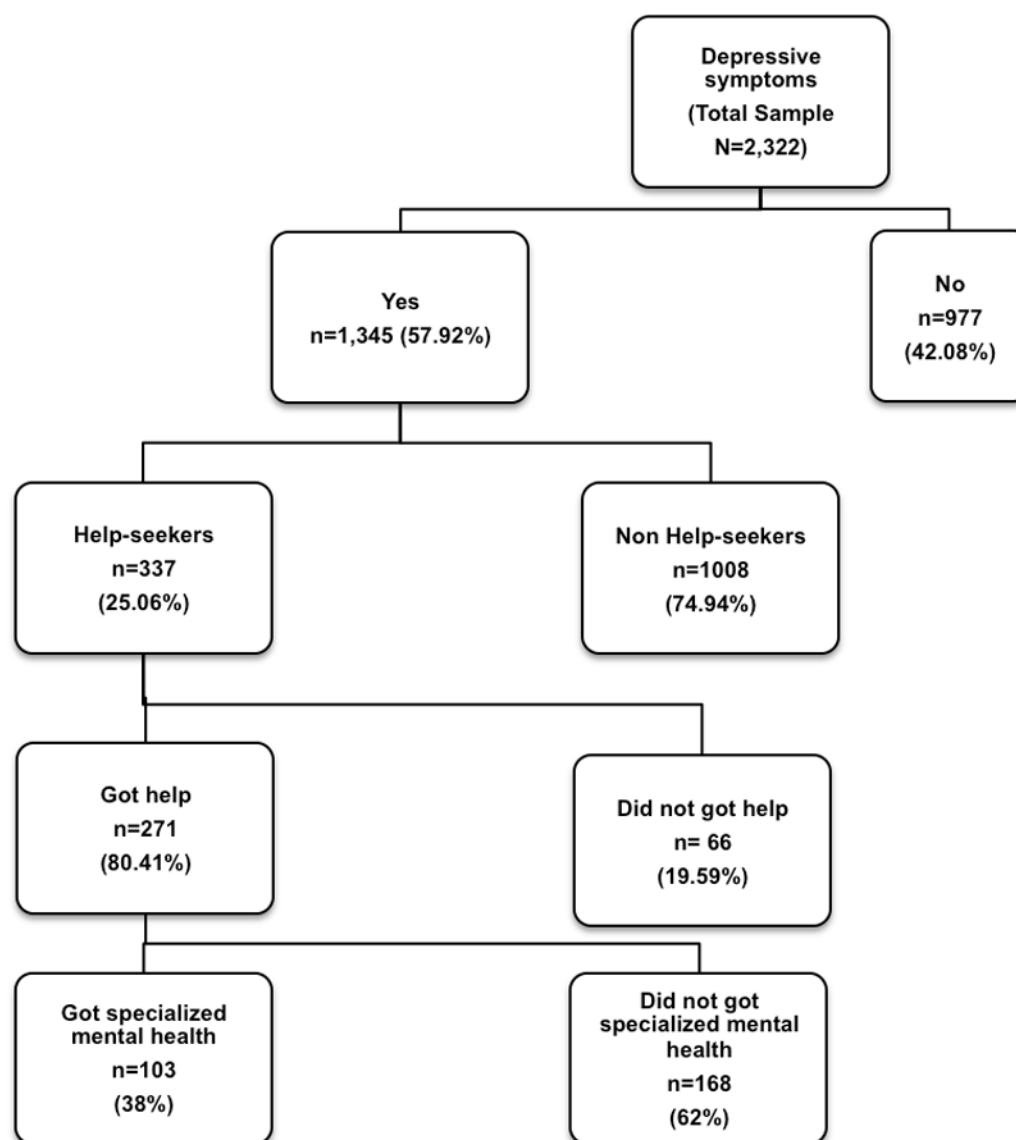 Depressive
symptoms
(Total Sample
N=2,322)
Yes
n=1,345 (57.92%)
No
n=977
(42.08%)
Help-seekers
n=337
(25.06%)
Non Help-seekers
n=1008
(74.94%)
Got help
n=271
(80.41%)
Did not got help
n= 66
(19.59%)
Got specialized
mental health
n=103
(38%)
Did not got
specialized mental
health
n=168
(62%)